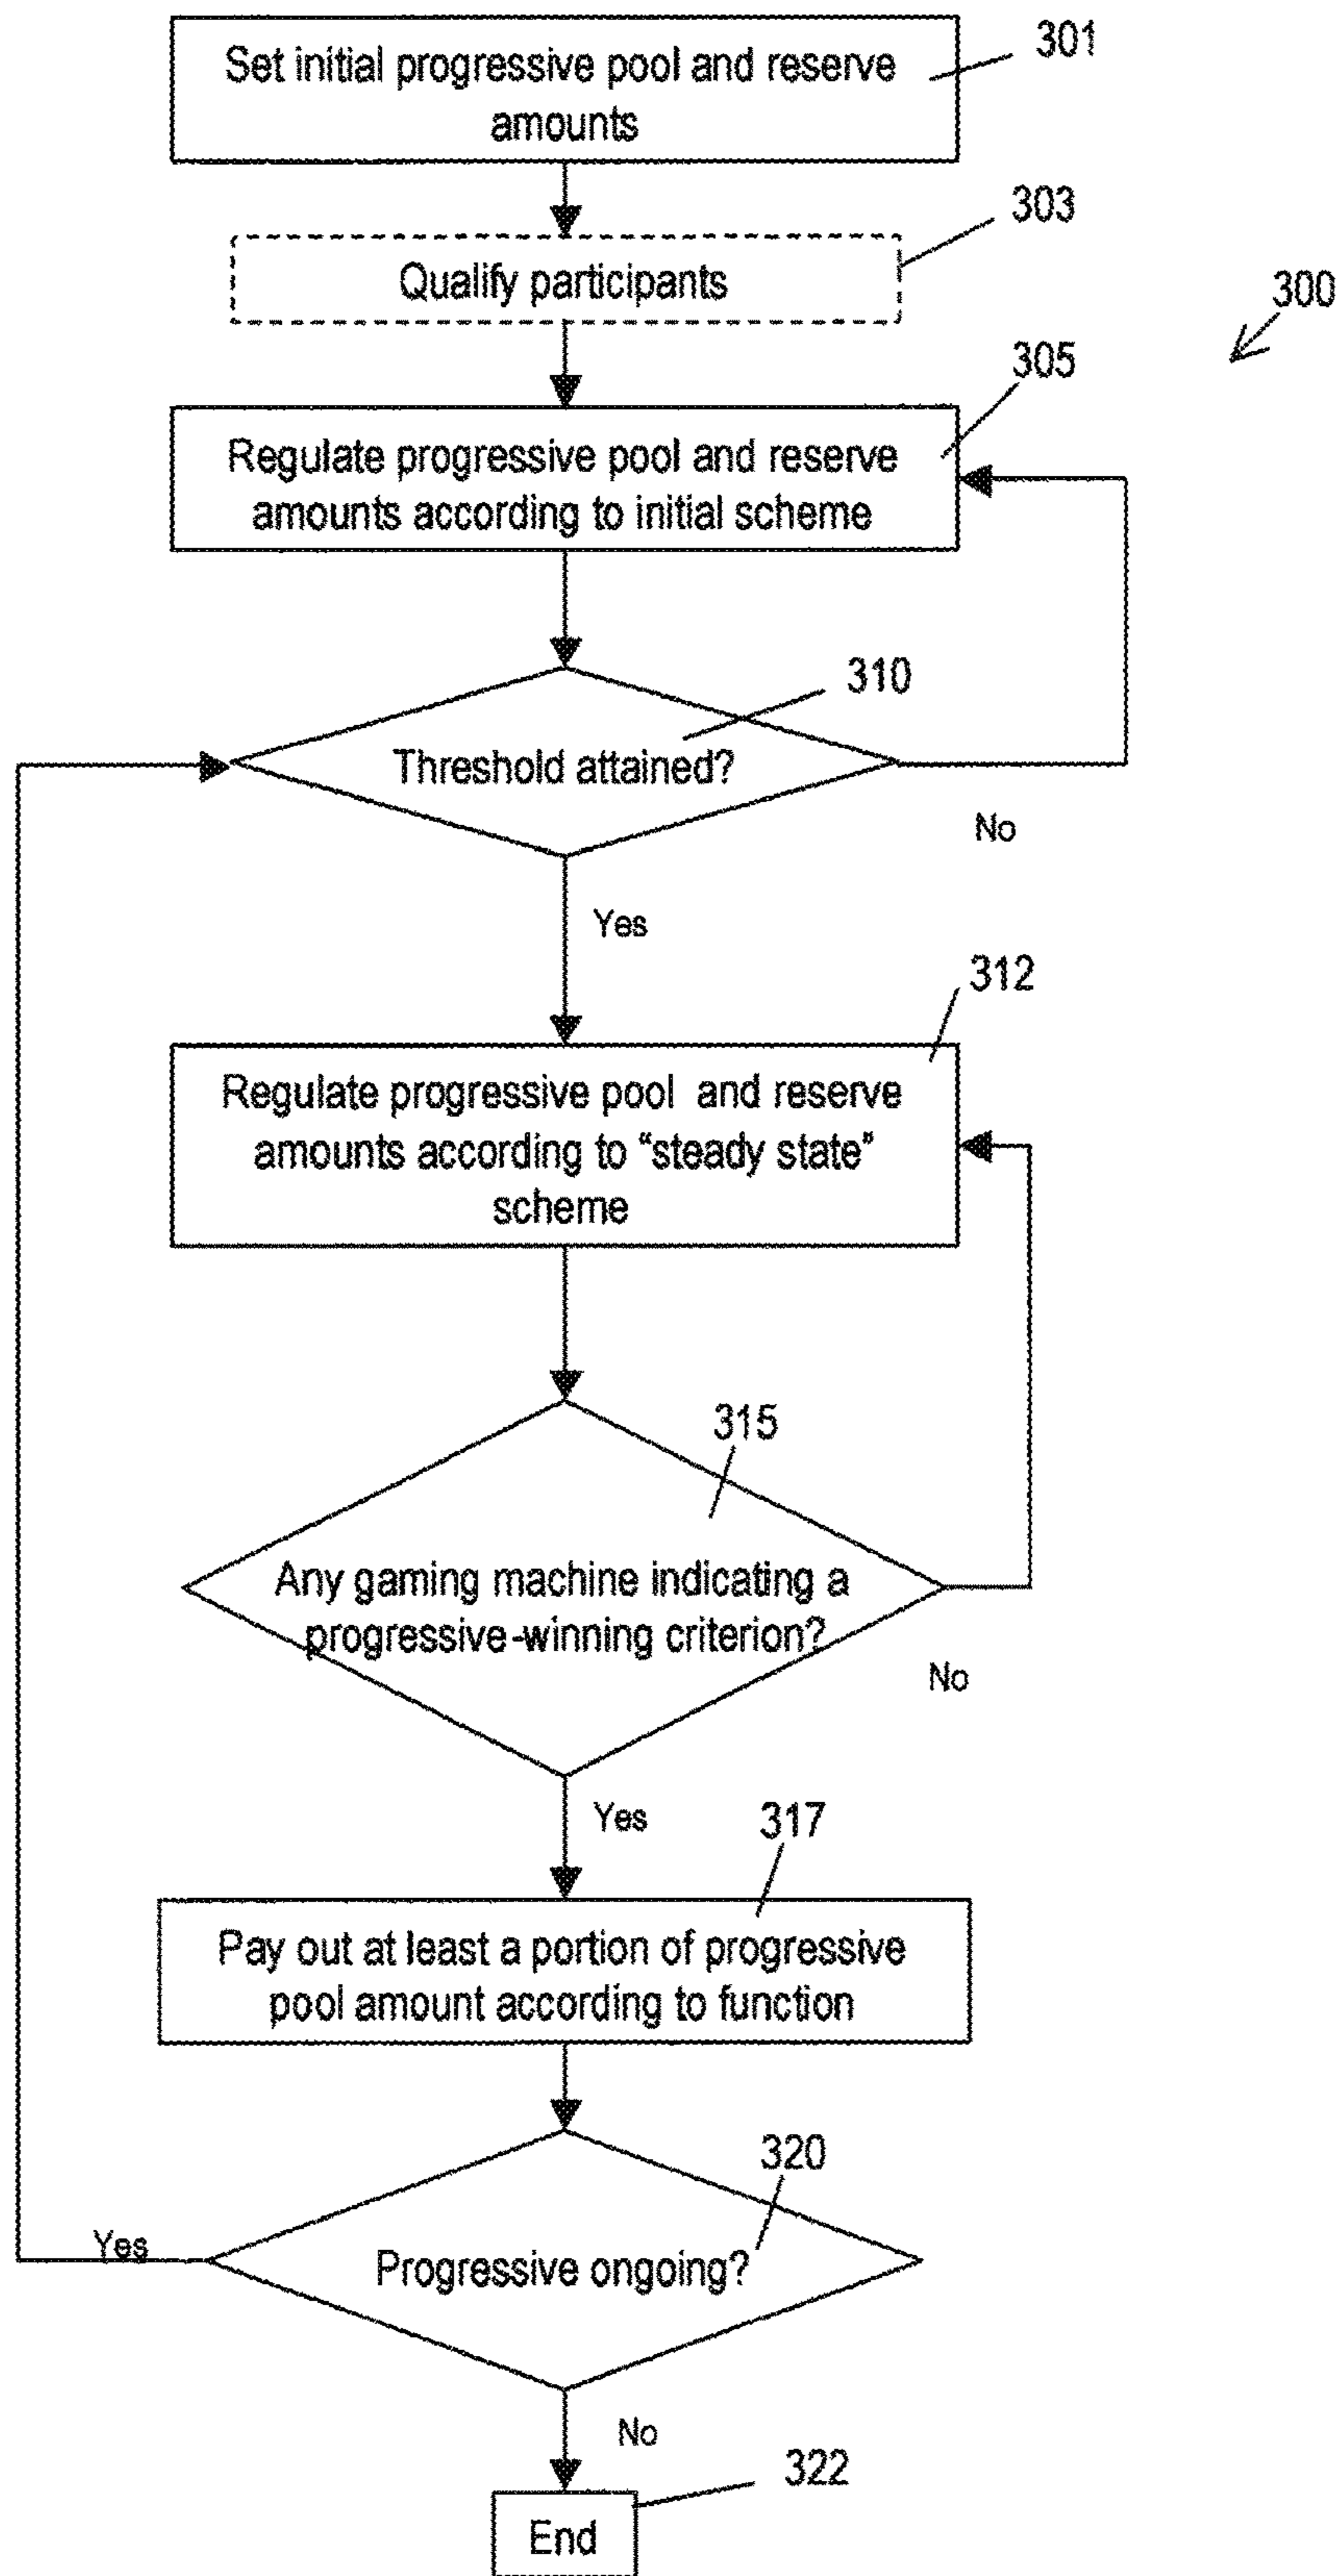 301
Set initial progressive pool and reserve
amounts
303
Qualify participants
300
305
Regulate progressive pool and reserve
amounts according to initial scheme
310
Threshold attained?
No
Yes
312
Regulate progressive pool and reserve
amounts according to “steady state”
scheme
315
Any gaming machine indicating a
progressive-winning criterion?
No
Yes
317
Pay out at least a portion of progressive
pool amount according to function
320
Yes
Progressive ongoing?
No
322
End